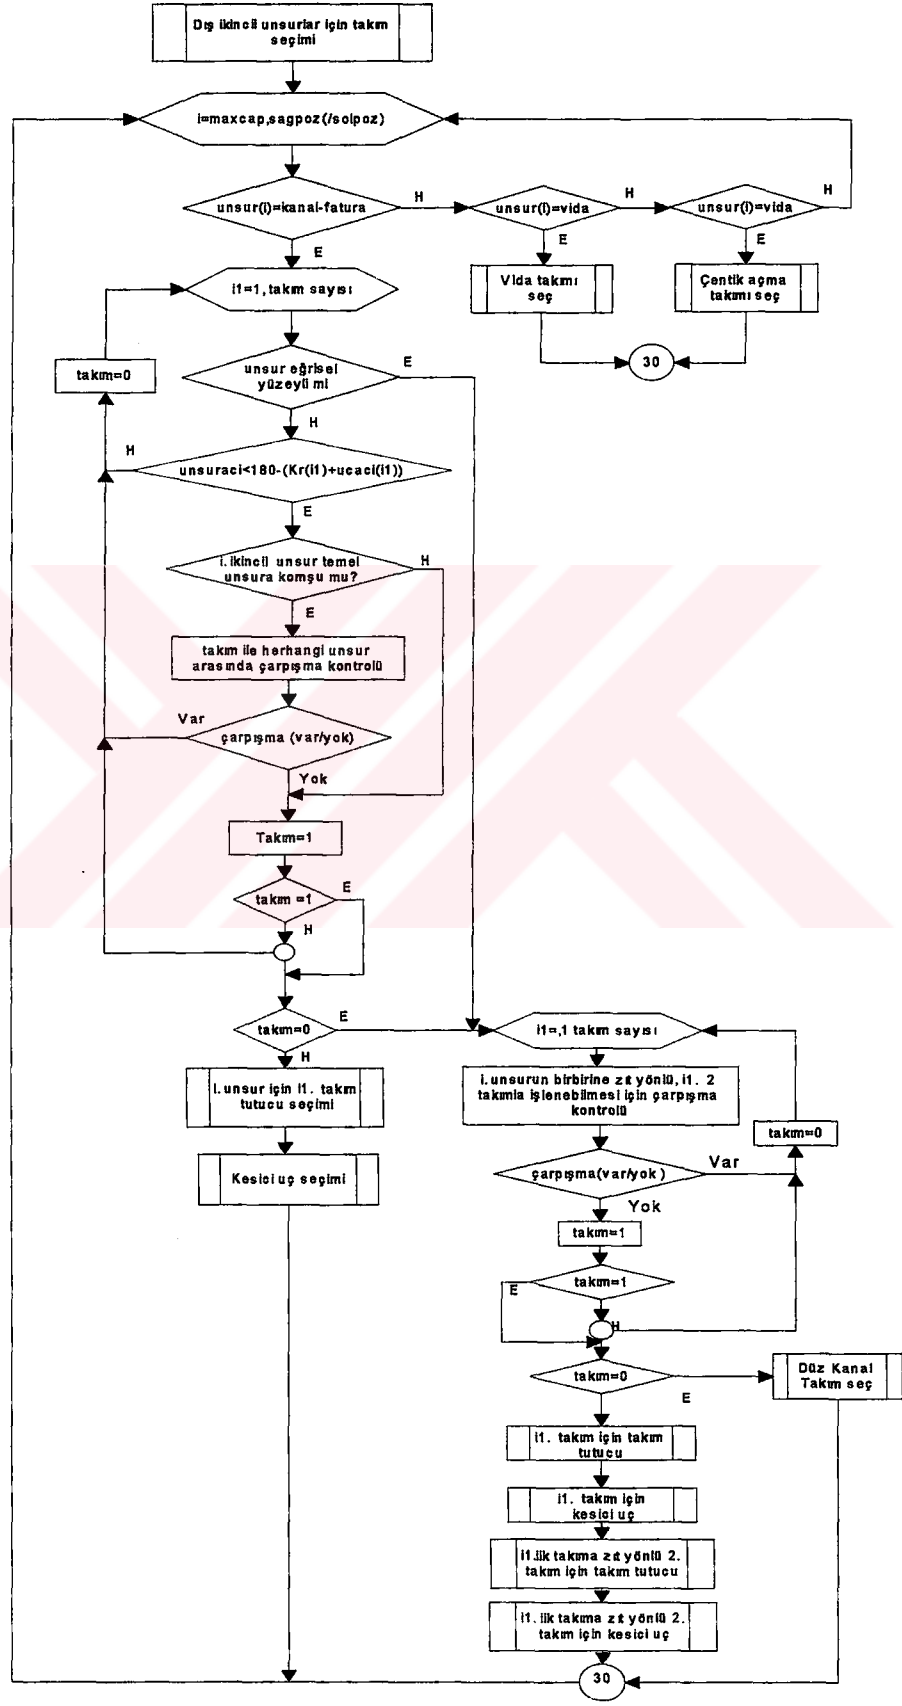 Dış ikincil unsurlar için takım
seçimi
i=maxcap,sagpoz(/solpoz)
unsur(i)=kanal-fatura
H
unsur(i)=vida
H
unsur(i)=vida
H
E
E
E
i1=1, takım sayısı
Vida takımı
seç
Çentik açma
takımı seç
takım=0
unsur eğrisel
yüzeyli mi
E
30
H
H
unsuraci<180-(Kr(i1)+ucaci(i1))
E
i. ikincil unsur temel
unsura komşu mu?
H
E
takım ile herhangi unsur
arasında çarpışma kontrolü
Var
çarpışma (var/yok)
Yok
Takım=1
takım =1
E
H
takım=0
E
i1=,1 takım sayısı
H
i.unsur için i1. takım
tutucu seçimi
i.unsurun birbirine zıt yönlü, i1. 2
takımla işlenebilmesi için çarpışma
kontrolü
takım=0
Kesici uç seçimi
çarpışma(var/yok )
Var
Yok
takım=1
takım=1
E
H
takım=0
E
Düz Kanal
Takım seç
i1. takım için takım
tutucu
i1. takım için
kesici uç
i1.ilk takıma zıt yönlü 2.
takım için takım tutucu
i1. ilk takıma zıt yönlü 2.
takım için kesici uç
30